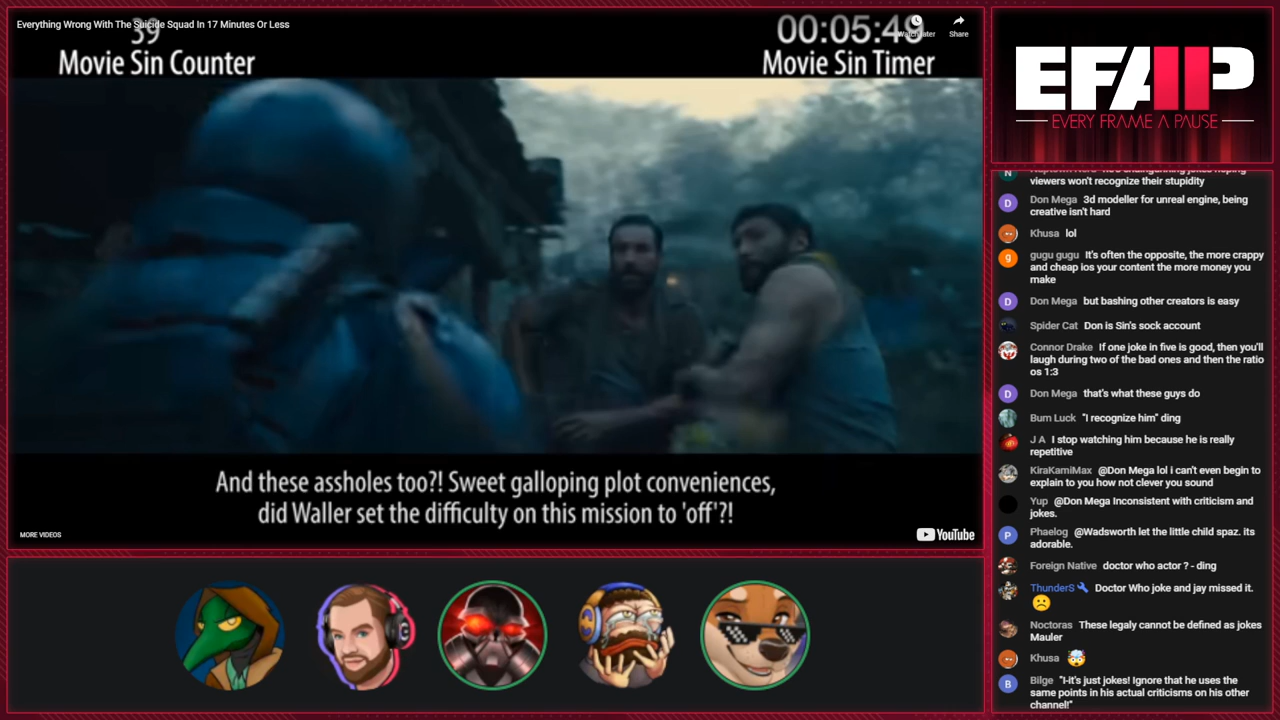 Everything Wrong With The Suicide Squad In 17 Minutes Or Less
39
Movie Sin Counter
00:05:49
Movie Sin Timer
Watch later
Share
And these assholes too?! Sweet galloping plot conveniences,
did Waller set the difficulty on this mission to 'off'?!
MORE VIDEOS
YouTube
EFAP
EVERY FRAME A PAUSE
viewers won't recognize their stupidity
Don Mega 3d modeller for unreal engine, being
creative isn't hard
Khusa lol
gugu gugu It's often the opposite, the more crappy
and cheap ios your content the more money you
make
Don Mega but bashing other creators is easy
Spider Cat Don is Sin's sock account
Connor Drake If one joke in five is good, then you'll
laugh during two of the bad ones and then the ratio
os 1:3
Don Mega that's what these guys do
Bum Luck "I recognize him" ding
J A I stop watching him because he is really
repetitive
KiraKamiMax @Don Mega lol i can't even begin to
explain to you how not clever you sound
Yup @Don Mega Inconsistent with criticism and
jokes.
Phaelog @Wadsworth let the little child spaz. its
adorable.
Foreign Native doctor who actor ? - ding
ThunderS Doctor Who joke and jay missed it.
Noctoras These legaly cannot be defined as jokes
Mauler
Khusa
Bilge "I-it's just jokes! Ignore that he uses the
same points in his actual criticisms on his other
channel!"